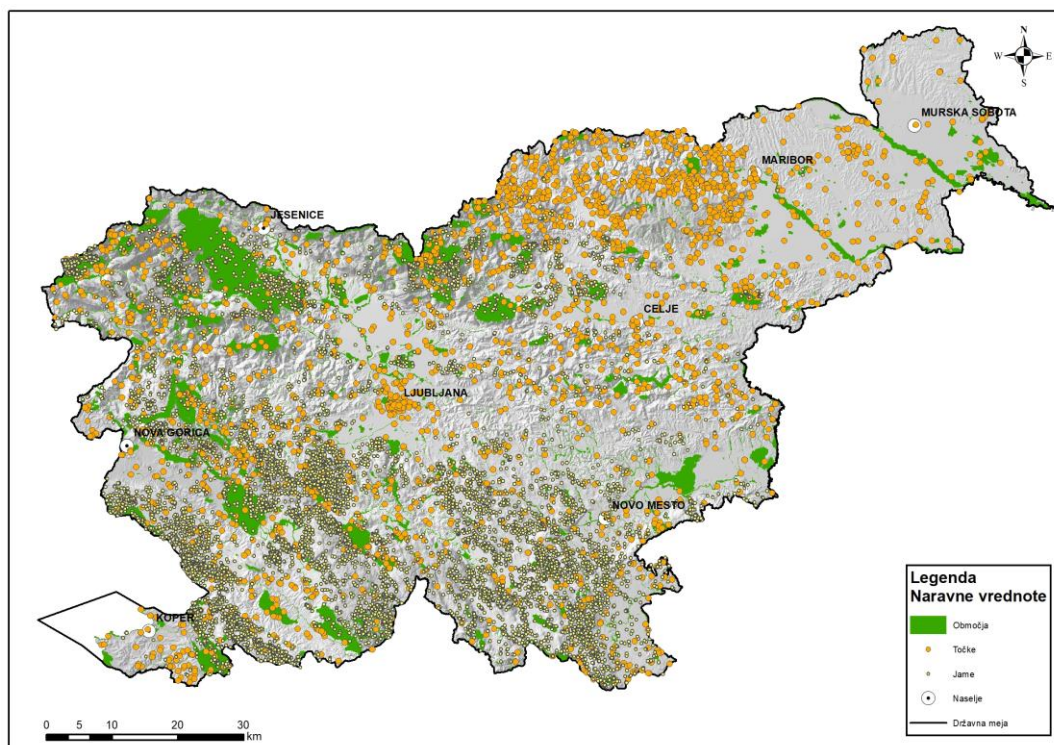 N
W E
S
MURSKA SOBOTA
MARIBOR
JESENICE
CELJE
LJUBLJANA
NOVA GORICA
NOVO MESTO
KOPER
Legenda
Naravne vrednote
Območja
Točke
Jame
Naselje
Državna meja
0 5 10 20 30
km